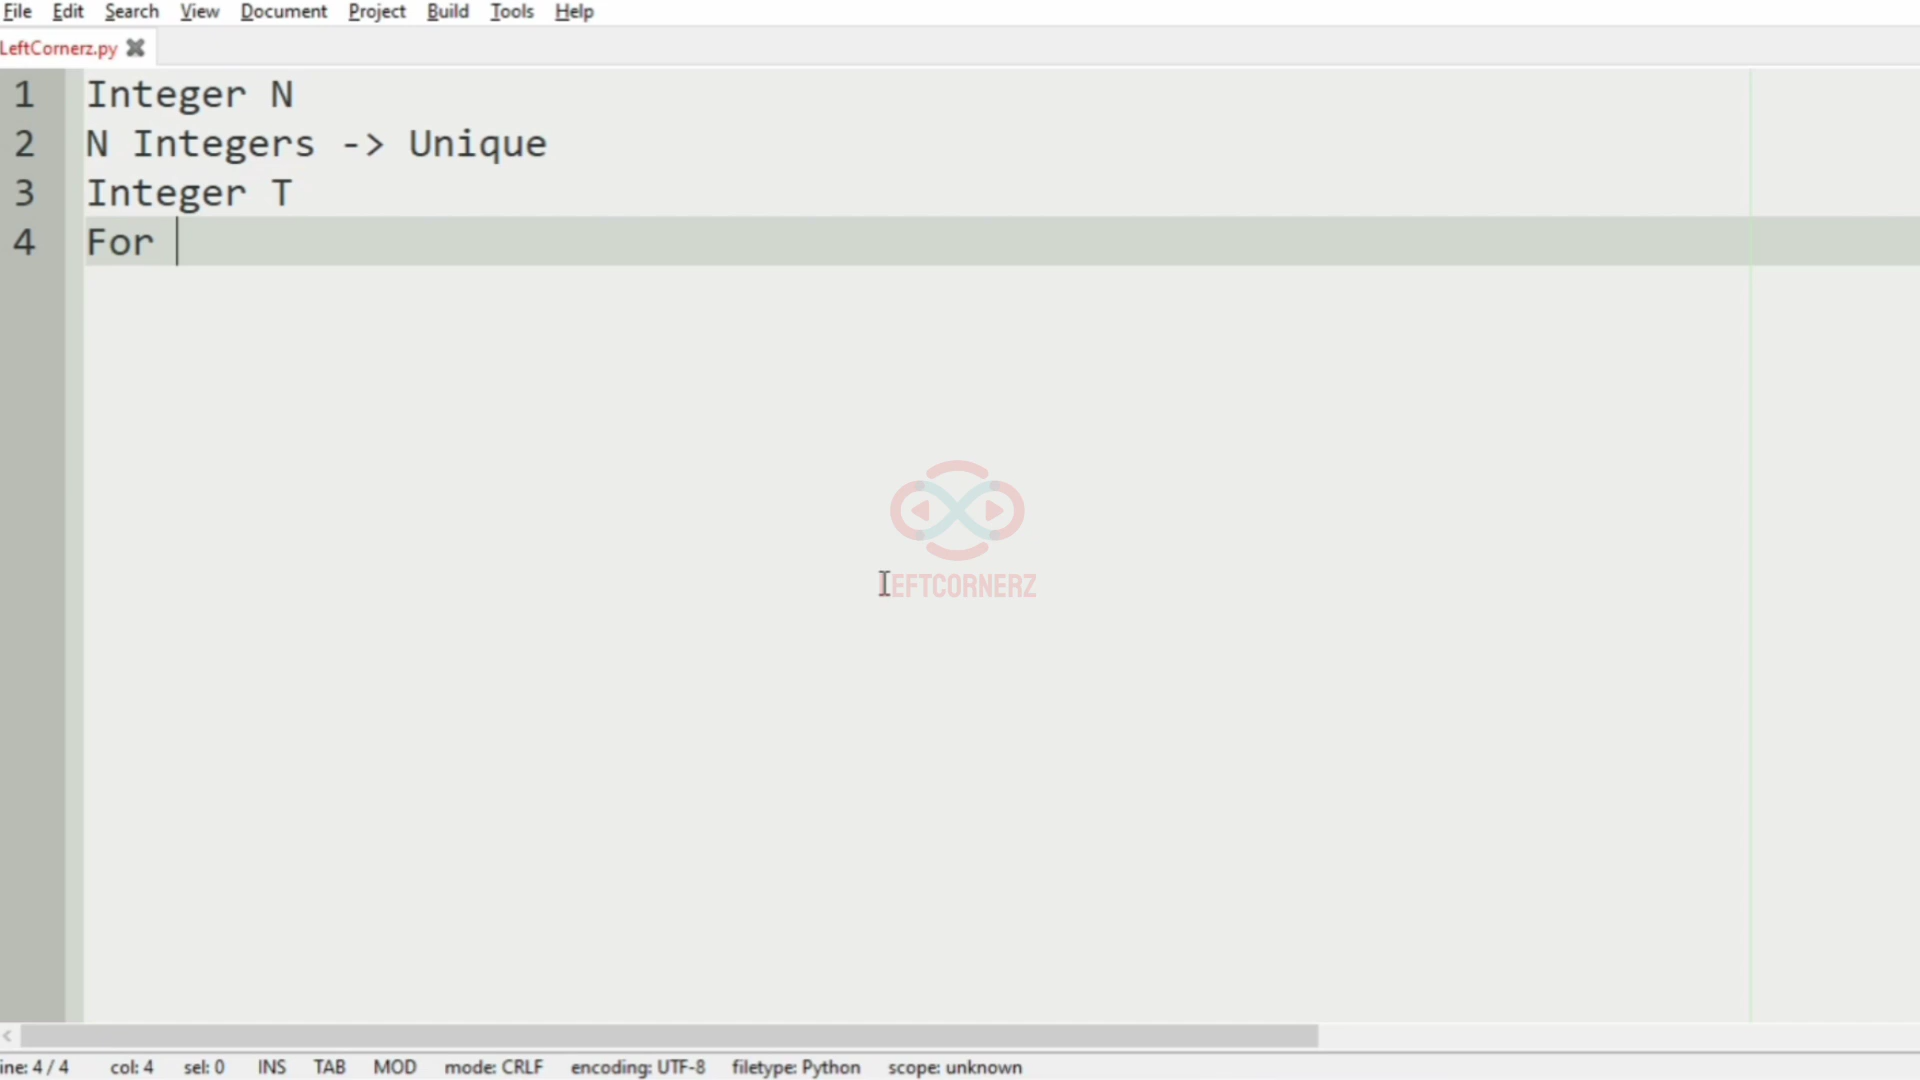 File Edit Search View Document Project Build Tools Help
LeftCornerz.py
1 Integer N
2 N Integers -> Unique
3 Integer T
4 For
LEFTCORNERZ
ine: 4 / 4 col: 4 sel: 0 INS TAB MOD mode: CRLF encoding: UTF-8 filetype: Python scope: unknown